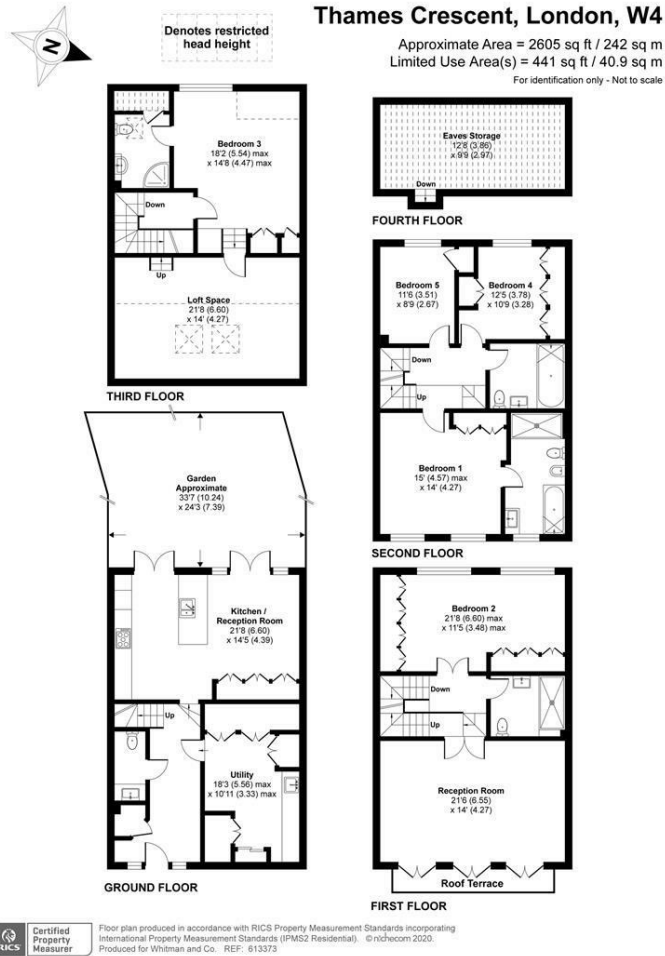 Thames Crescent, London, W4
Approximate Area = 2605 sq ft / 242 sq m
Limited Use Area(s) = 441 sq ft / 40.9 sq m
For identification only - Not to scale
N
Denotes restricted
head height
Bedroom 3
18'2 (5.54) max
x 14'8 (4.47) max
Down
Up
Loft Space
21'8 (6.60)
x 14' (4.27)
THIRD FLOOR
Eaves Storage
12'8 (3.86)
x 9'9 (2.97)
Down
FOURTH FLOOR
Bedroom 5
11'6 (3.51)
x 8'9 (2.67)
Bedroom 4
12'5 (3.78)
x 10'9 (3.28)
Down
Up
Bedroom 1
15' (4.57) max
x 14' (4.27)
SECOND FLOOR
Garden
Approximate
33'7 (10.24)
x 24'3 (7.39)
Kitchen /
Reception Room
21'8 (6.60)
x 14'5 (4.39)
Up
Utility
18'3 (5.56) max
x 10'11 (3.33) max
GROUND FLOOR
Bedroom 2
21'8 (6.60) max
x 11'5 (3.48) max
Down
Up
Reception Room
21'6 (6.55)
x 14' (4.27)
Roof Terrace
FIRST FLOOR
RICS
Certified
Property
Measurer
Floor plan produced in accordance with RICS Property Measurement Standards incorporating
International Property Measurement Standards (IPMS2 Residential). ©nichecom 2020.
Produced for Whitman and Co. REF: 613373